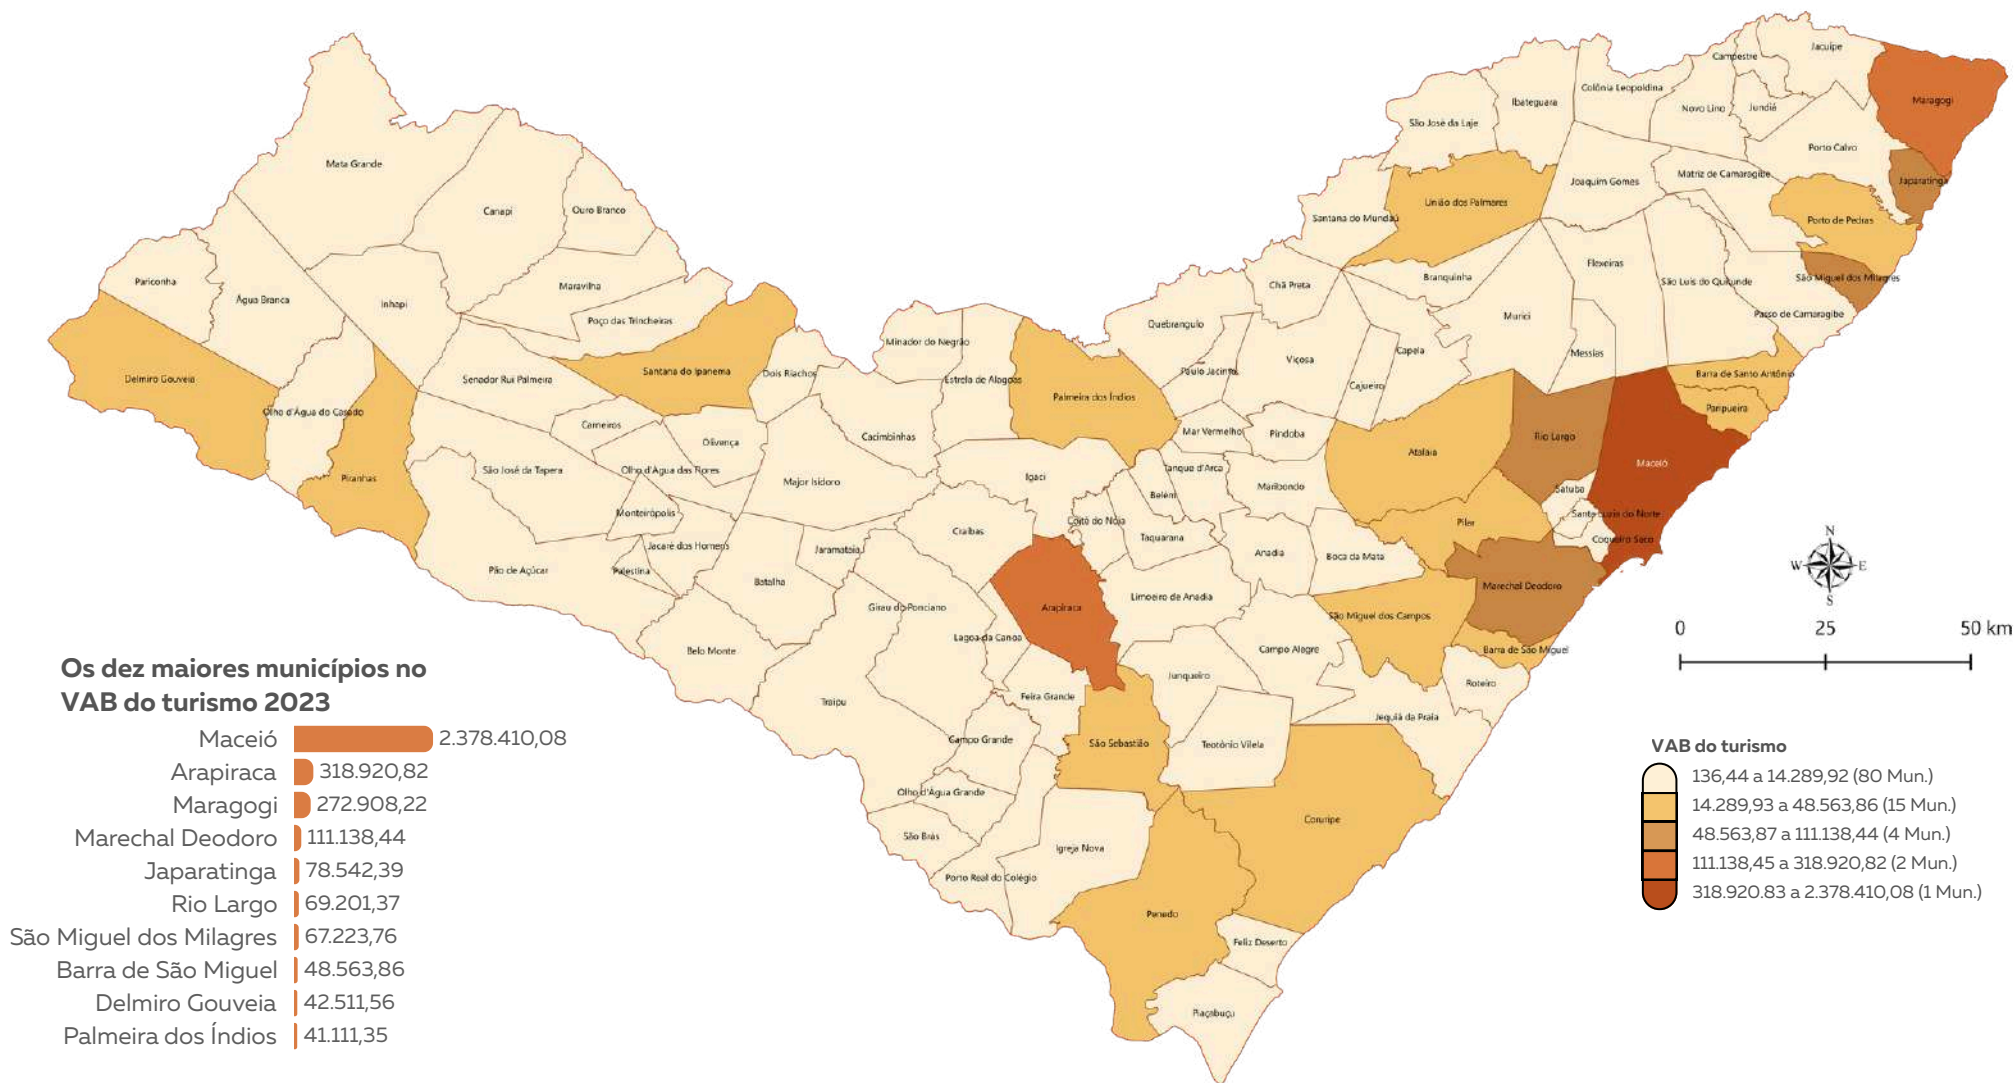 Campestre
Jacuípe
Colônia Leopoldina
Ibateguara
Novo Lino
Jundiá
Maragogi
São José da Laje
Porto Calvo
Mata Grande
Joaquim Gomes
Matriz de Camaragibe
Japaratinga
Canapi
Ouro Branco
União dos Palmares
Santana do Mundaú
Porto de Pedras
Pariconha
Água Branca
Inhapi
Maravilha
Chã Preta
Branquinha
Flexeiras
São Luís do Quitunde
São Miguel dos Milagres
Poço das Trincheiras
Quebrangulo
Murici
Passo de Camaragibe
Minador do Negrão
Viçosa
Capela
Messias
Delmiro Gouveia
Senador Rui Palmeira
Santana do Ipanema
Dois Riachos
Estrela de Alagoas
Paulo Jacinto
Cajueiro
Barra de Santo Antônio
Olho d'Água do Casado
Palmeira dos Índios
Paripueira
Carneiros
Olivença
Cacimbinhas
Mar Vermelho
Pindoba
Atalaia
Rio Largo
Maceió
Piranhas
São José da Tapera
Olho d'Água das Flores
Major Isidoro
Igaci
Tanque d'Arca
Belém
Maribondo
Satuba
Monteirópolis
Craíbas
Coité do Nóia
Taquarana
Pilar
Santa Luzia do Norte
Coqueiro Seco
Jacaré dos Homens
Jaramataia
Anadia
Boca da Mata
Pão de Açúcar
Palestina
Batalha
Marechal Deodoro
Girau do Ponciano
Arapiraca
Limoeiro de Anadia
São Miguel dos Campos
Lagoa da Canoa
Belo Monte
Campo Alegre
Barra de São Miguel
Junqueiro
Roteiro
Feira Grande
Traipu
Jequiá da Praia
Campo Grande
São Sebastião
Teotônio Vilela
Olho d'Água Grande
Coruripe
São Brás
Igreja Nova
Porto Real do Colégio
Penedo
Feliz Deserto
Piaçabuçu
N
W
E
S
0 25 50 km
Os dez maiores municípios no
VAB do turismo 2023
Maceió 2.378.410,08
Arapiraca 318.920,82
Maragogi 272.908,22
Marechal Deodoro 111.138,44
Japaratinga 78.542,39
Rio Largo 69.201,37
São Miguel dos Milagres 67.223,76
Barra de São Miguel 48.563,86
Delmiro Gouveia 42.511,56
Palmeira dos Índios 41.111,35
VAB do turismo
136,44 a 14.289,92 (80 Mun.)
14.289,93 a 48.563,86 (15 Mun.)
48.563,87 a 111.138,44 (4 Mun.)
111.138,45 a 318.920,82 (2 Mun.)
318.920.83 a 2.378.410,08 (1 Mun.)